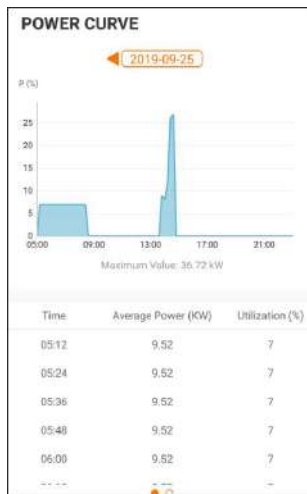 POWER CURVE
2019-09-25
P (%)
25
20
15
10
5
0
05:00 09:00 13:00 17:00 21:00
Maximum Value: 36.72 kW
Time Average Power (KW) Utilization (%)
05:12 9.52 7
05:24 9.52 7
05:36 9.52 7
05:48 9.52 7
06:00 9.52 7